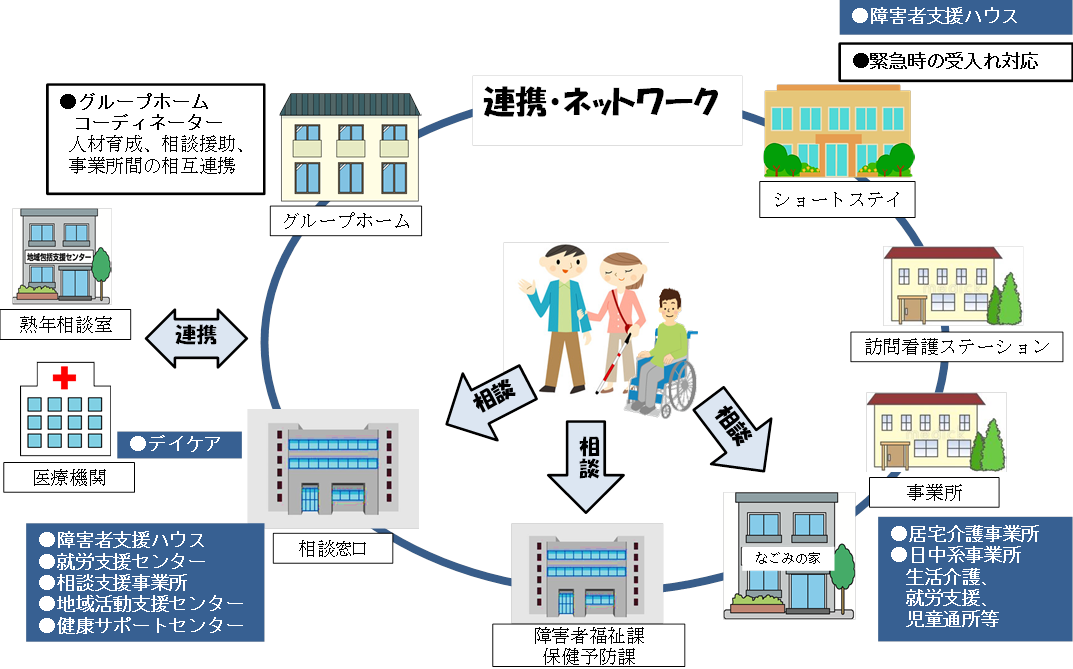 ●障害者支援ハウス
●緊急時の受入れ対応
連携・ネットワーク
●グループホーム
コーディネーター
人材育成、相談援助、
事業所間の相互連携
グループホーム
ショートステイ
地域包括支援センター
熟年相談室
連携
訪問看護ステーション
相談
相談
相談
●デイケア
医療機関
事業所
相談窓口
なごみの家
●障害者支援ハウス
●就労支援センター
●相談支援事業所
●地域活動支援センター
●健康サポートセンター
●居宅介護事業所
●日中系事業所
生活介護、
就労支援、
児童通所等
障害者福祉課
保健予防課